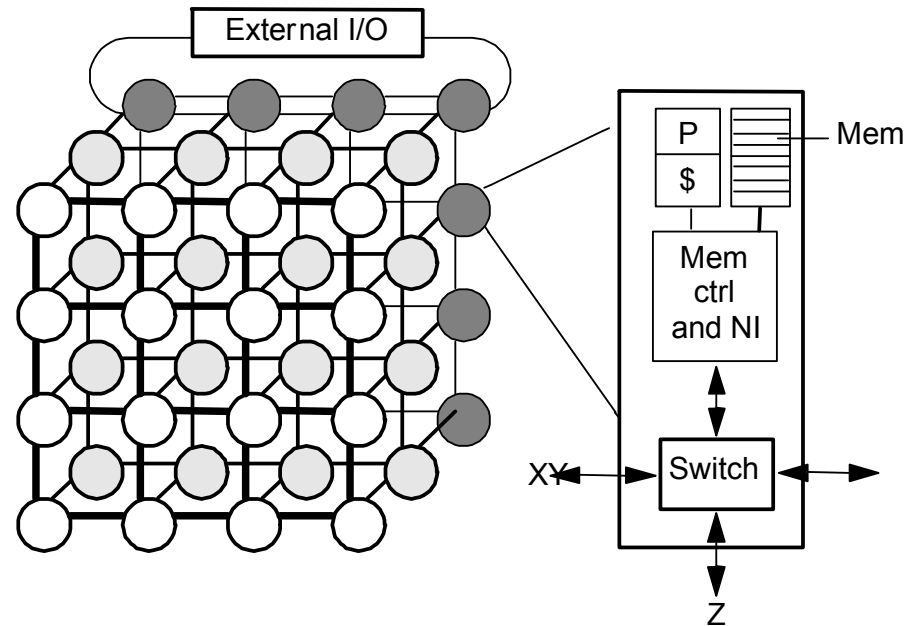 External I/O
P
$
Mem
Mem
ctrl
and NI
XY
Switch
Z